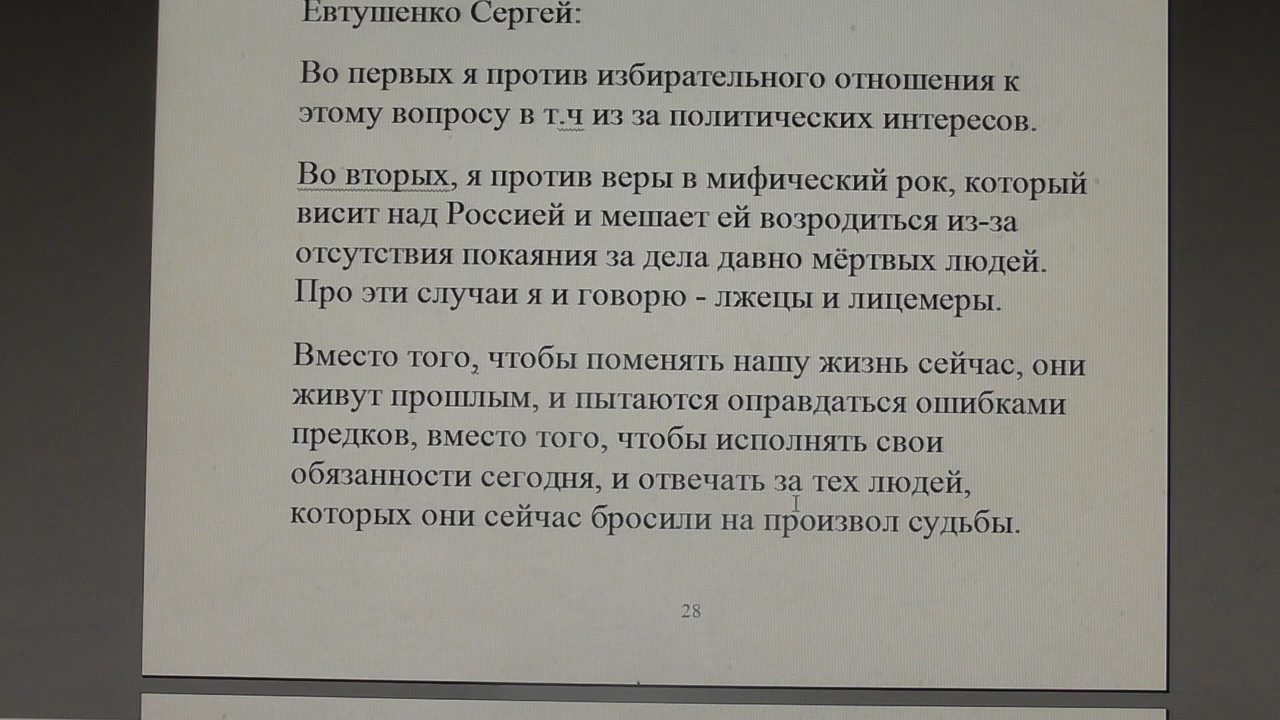 Евтушенко Сергей:
Во первых я против избирательного отношения к
этому вопросу в т.ч из за политических интересов.
Во вторых, я против веры в мифический рок, который
висит над Россией и мешает ей возродиться из-за
отсутствия покаяния за дела давно мёртвых людей.
Про эти случаи я и говорю - лжецы и лицемеры.
Вместо того, чтобы поменять нашу жизнь сейчас, они
живут прошлым, и пытаются оправдаться ошибками
предков, вместо того, чтобы исполнять свои
обязанности сегодня, и отвечать за тех людей,
которых они сейчас бросили на произвол судьбы.
28